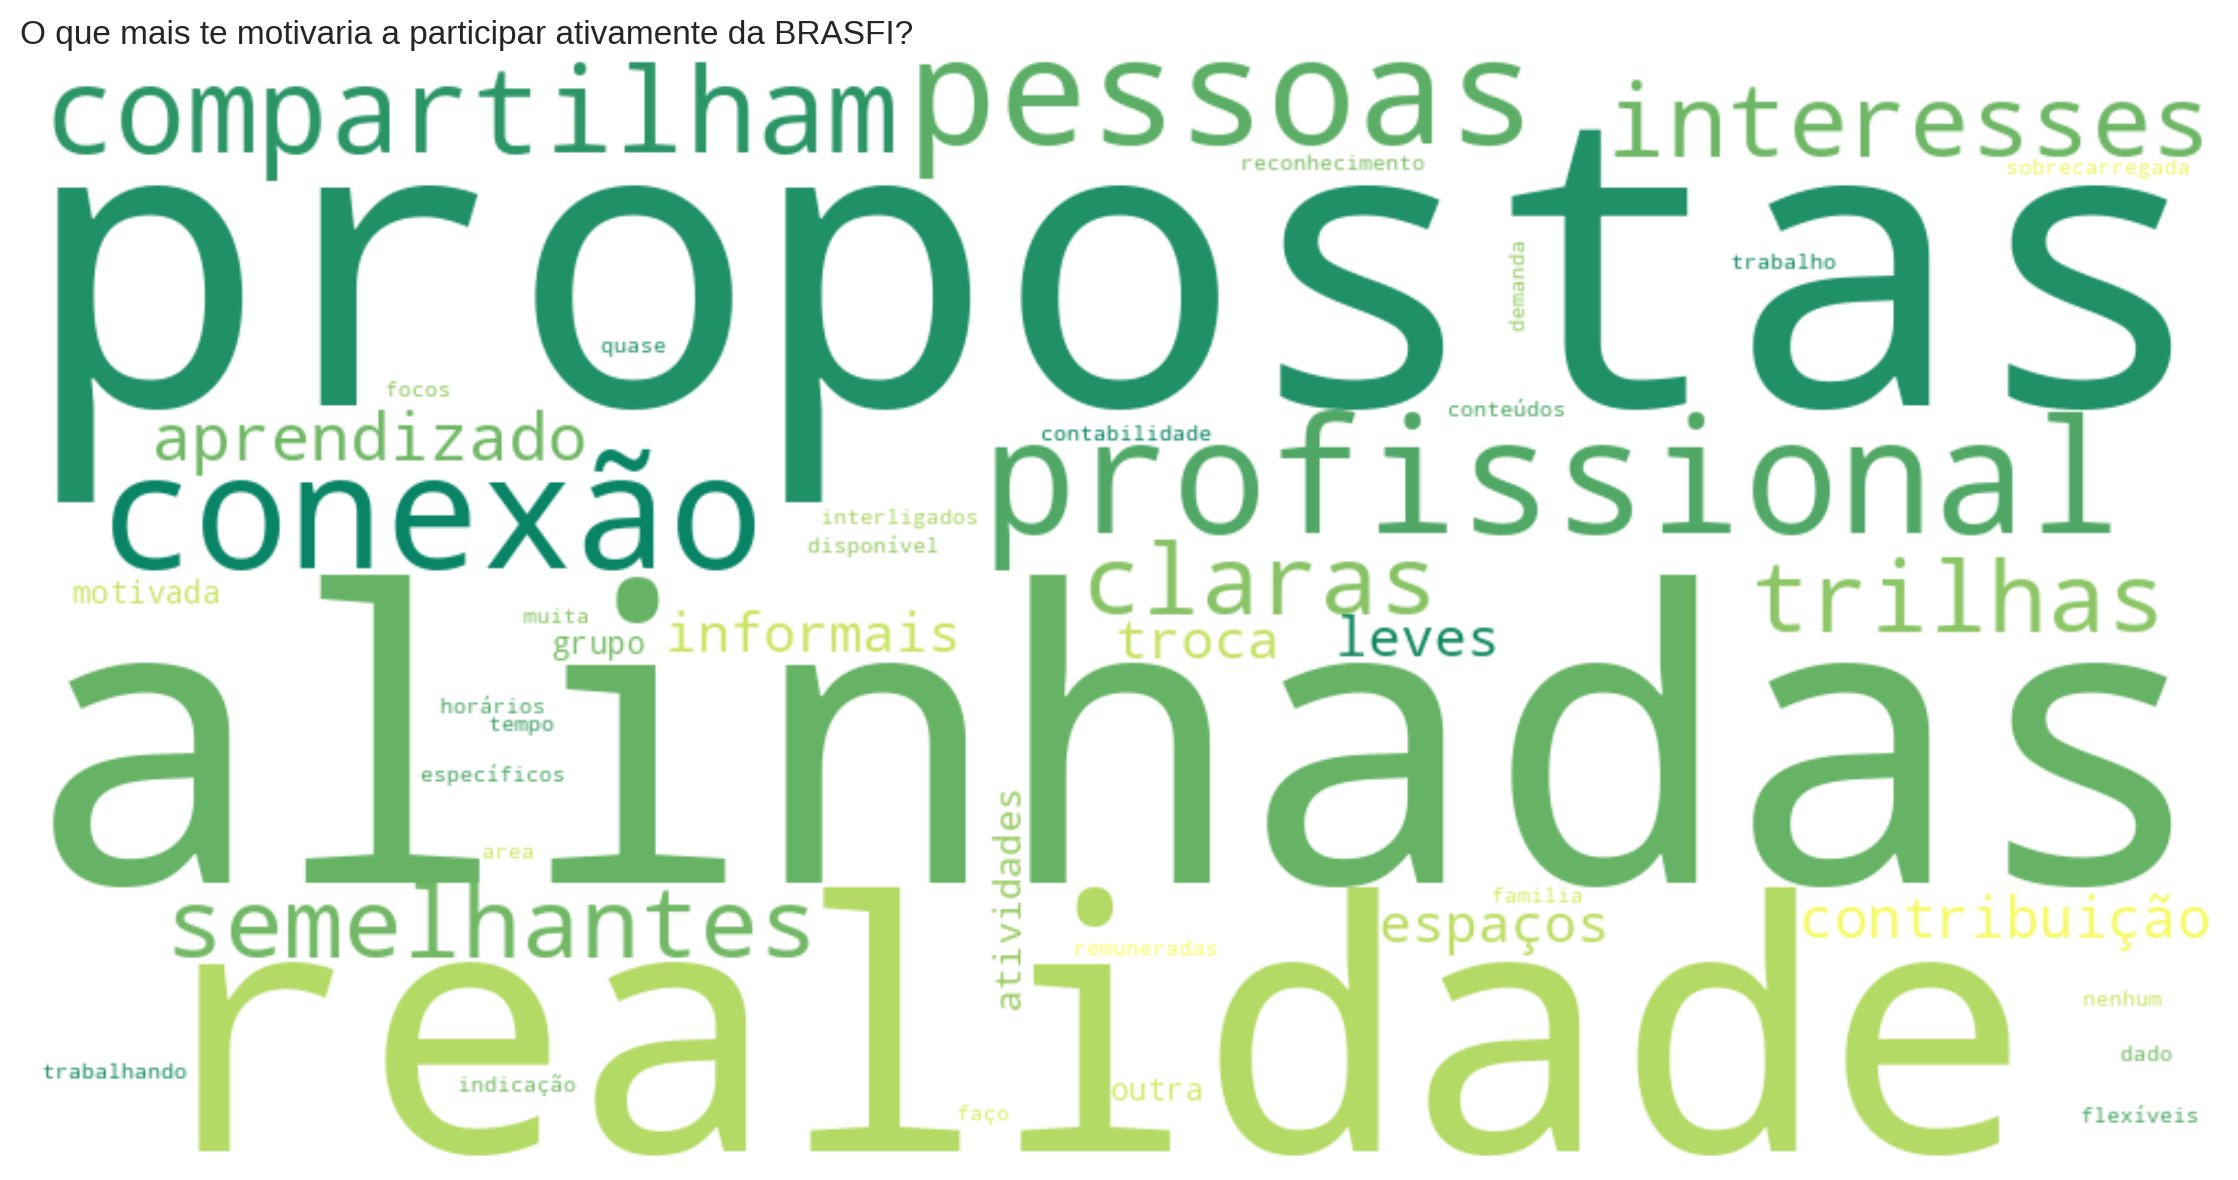 O que mais te motivaria a participar ativamente da BRASFI?
compartilham
pessoas
interesses
reconhecimento
sobrecarregada
propostas
demanda
trabalho
quase
focos
conteúdos
aprendizado
contabilidade
profissional
conexão
interligados
disponível
claras
trilhas
motivada
muita
grupo
informais
troca
leves
alinhadas
horários
tempo
específicos
area
atividades
semelhantes
familia
espaços
contribuição
remuneradas
realidade
nenhum
dado
trabalhando
indicação
outra
faço
flexíveis